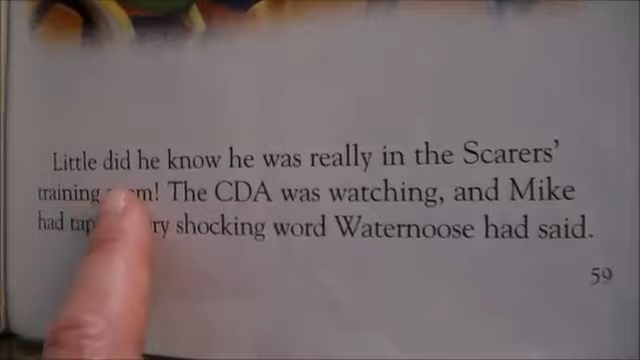 Little did he know he was really in the Scarers'
training The CDA was watching, and Mike
had shocking word Waternoose had said.
59